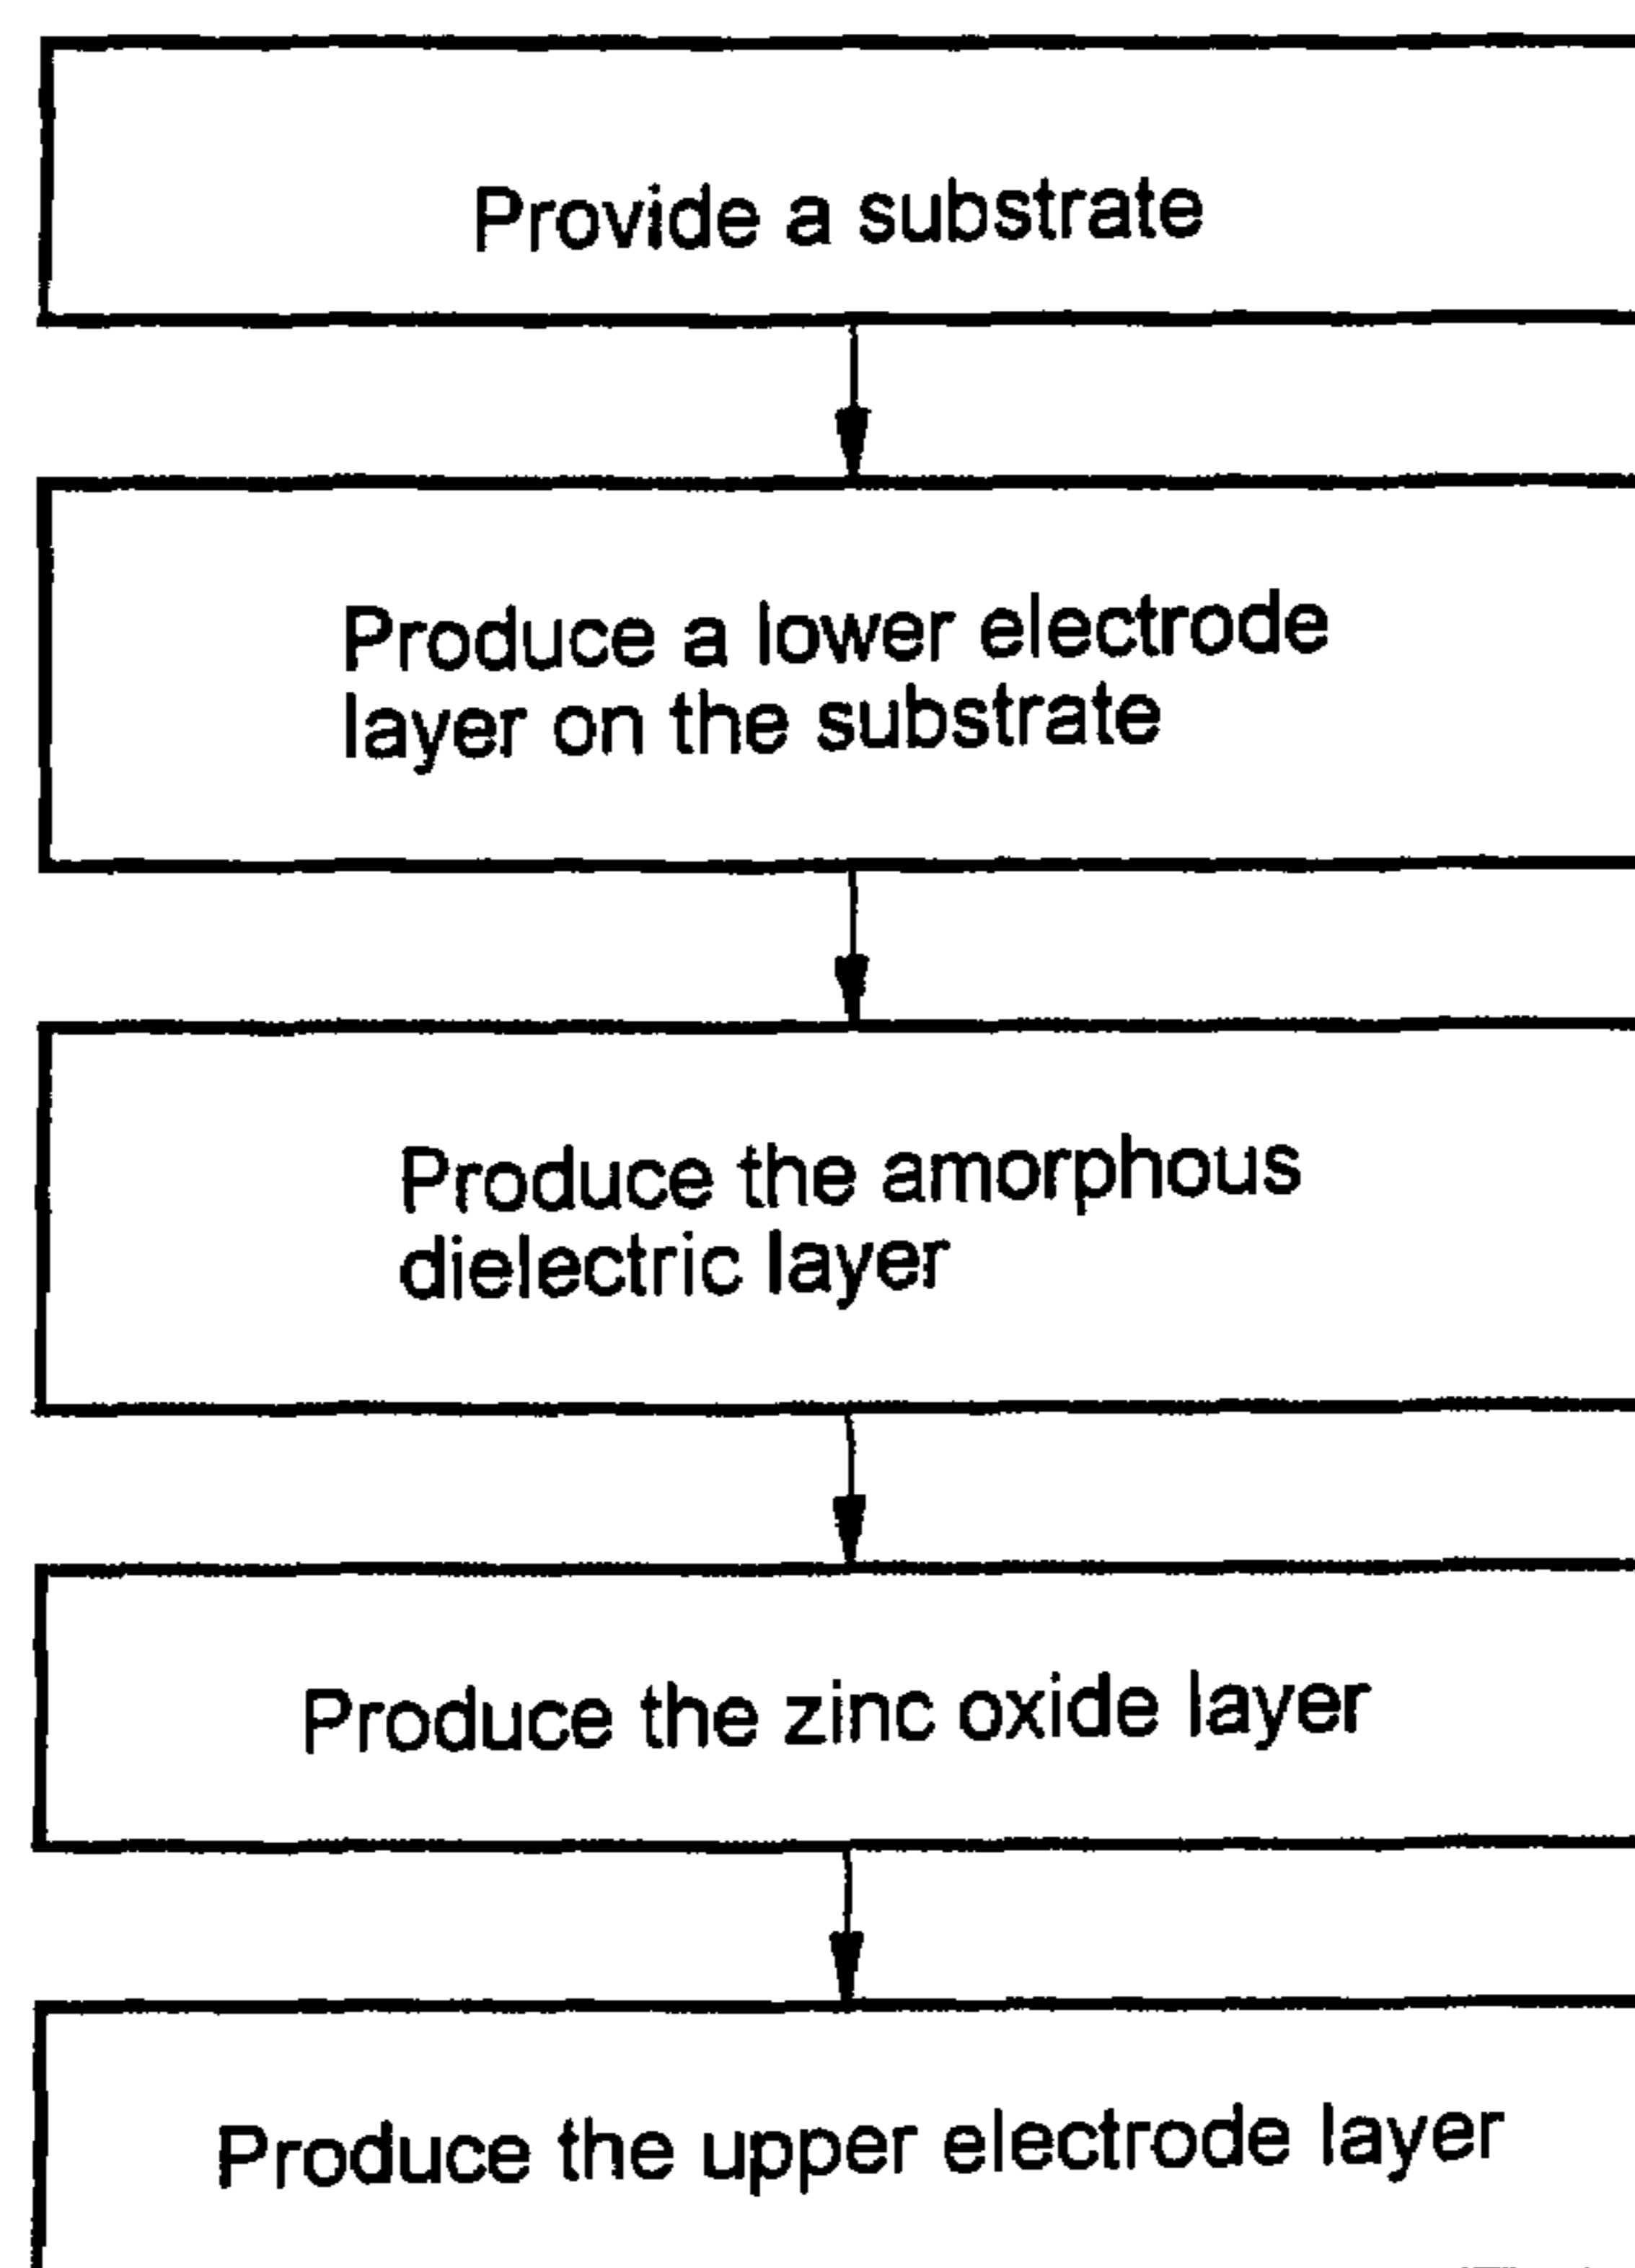 Provide a substrate
Produce a lower electrode
layer on the substrate
Produce the amorphous
dielectric layer
Produce the zinc oxide layer
Produce the upper electrode layer